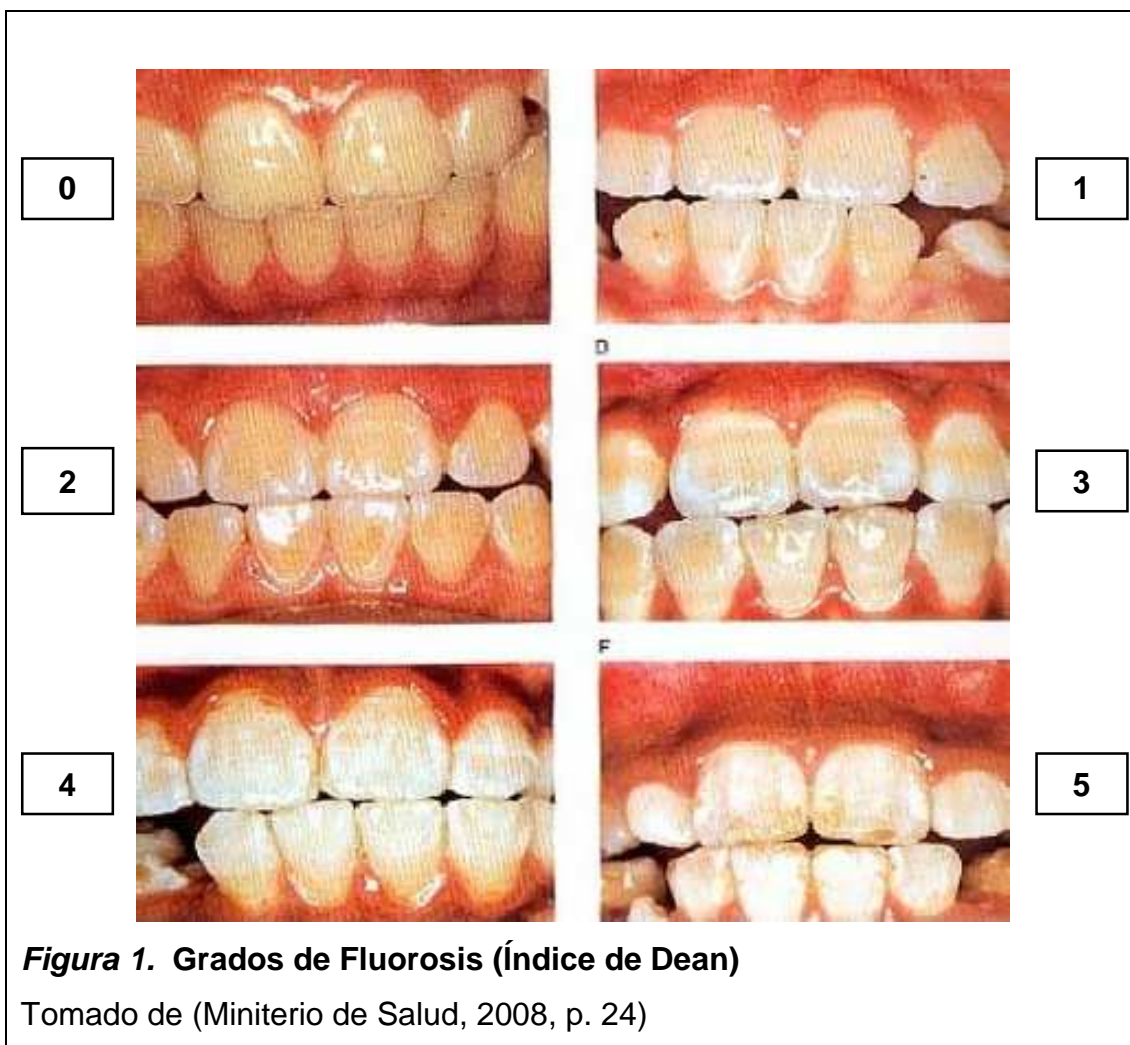 0
1
2
D
3
4
F
5
Figura 1. Grados de Fluorosis (Índice de Dean)
Tomado de (Miniterio de Salud, 2008, p. 24)